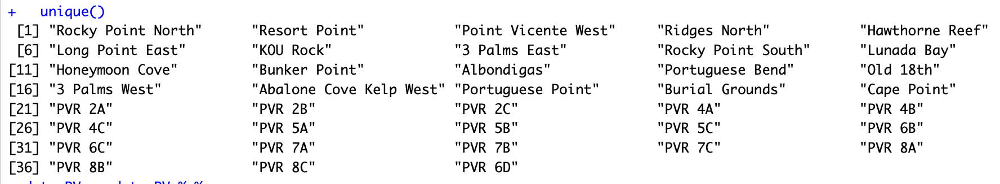 +   unique()
 [1] "Rocky Point North"      "Resort Point"           "Point Vicente West"     "Ridges North"           "Hawthorne Reef"
 [6] "Long Point East"        "KOU Rock"               "3 Palms East"           "Rocky Point South"      "Lunada Bay"
[11] "Honeymoon Cove"         "Bunker Point"           "Albondigas"             "Portuguese Bend"        "Old 18th"
[16] "3 Palms West"           "Abalone Cove Kelp West" "Portuguese Point"       "Burial Grounds"         "Cape Point"
[21] "PVR 2A"                 "PVR 2B"                 "PVR 2C"                 "PVR 4A"                 "PVR 4B"
[26] "PVR 4C"                 "PVR 5A"                 "PVR 5B"                 "PVR 5C"                 "PVR 6B"
[31] "PVR 6C"                 "PVR 7A"                 "PVR 7B"                 "PVR 7C"                 "PVR 8A"
[36] "PVR 8B"                 "PVR 8C"                 "PVR 6D"